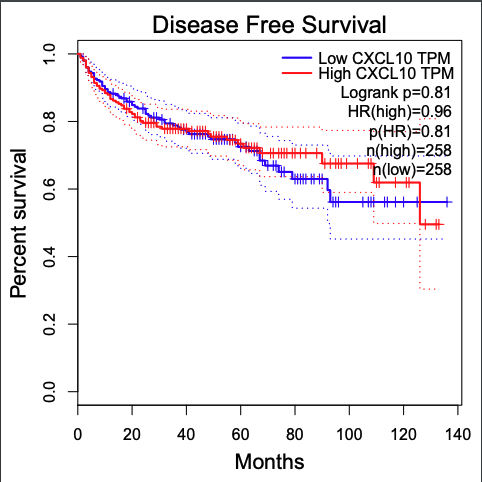 Disease Free Survival
Low CXCL10 TPM
High CXCL10 TPM
Logrank p=0.81
HR(high)=0.96
p(HR)=0.81
n(high)=258
n(low)=258
Percent survival
1.0
0.8
0.6
0.4
0.2
0.0
0 20 40 60 80 100 120 140
Months